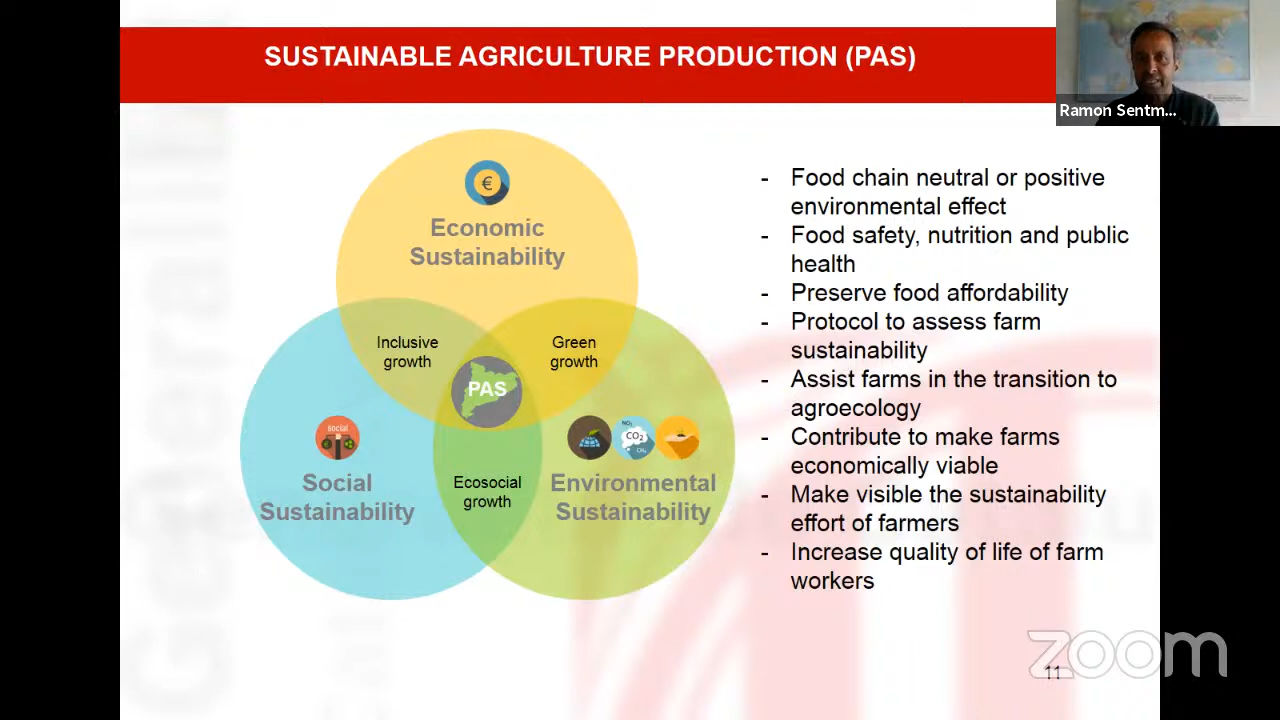 SUSTAINABLE AGRICULTURE PRODUCTION (PAS)
Ramon Sentm...
€
Economic
Sustainability
Inclusive
growth
Green
growth
PAS
social
NO₂
CO₂
CH₄
Social
Sustainability
Ecosocial
growth
Environmental
Sustainability
- Food chain neutral or positive
environmental effect
- Food safety, nutrition and public
health
- Preserve food affordability
- Protocol to assess farm
sustainability
- Assist farms in the transition to
agroecology
- Contribute to make farms
economically viable
- Make visible the sustainability
effort of farmers
- Increase quality of life of farm
workers
zoom
11